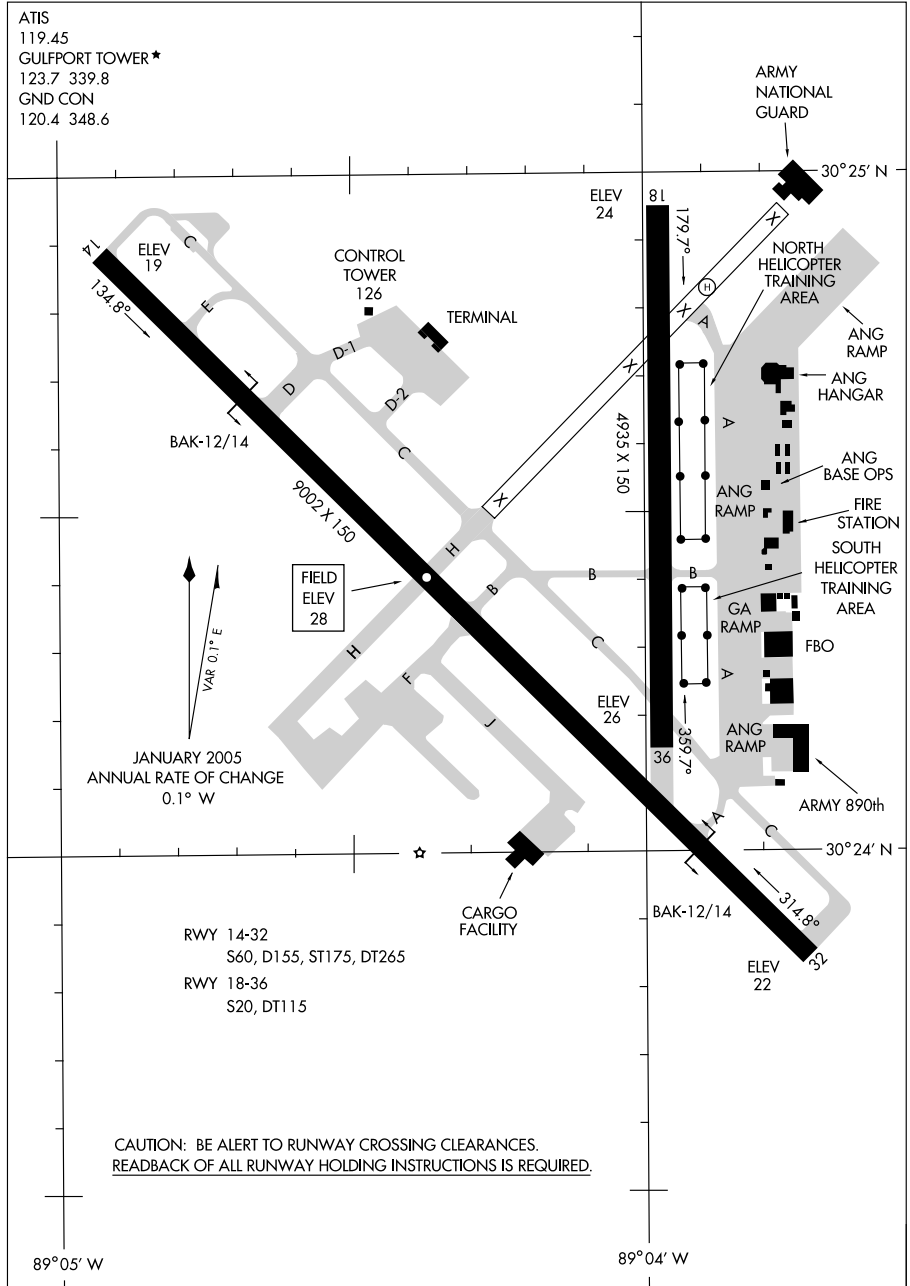 ATIS
119.45
GULFPORT TOWER★
123.7 339.8
GND CON
120.4 348.6
ARMY
NATIONAL
GUARD
30°25' N
ELEV
24
18
179.7°
X
14
ELEV
19
134.8°
C
E
CONTROL
TOWER
126
TERMINAL
NORTH
HELICOPTER
TRAINING
AREA
H
X
A
ANG
RAMP
D-1
D
D-2
X
ANG
HANGAR
BAK-12/14
C
4935 X 150
A
ANG
BASE OPS
9002 X 150
X
ANG
RAMP
FIRE
STATION
H
SOUTH
HELICOPTER
TRAINING
AREA
FIELD
ELEV
28
B
B
B
GA
RAMP
H
C
FBO
VAR 0.1° E
F
A
J
ELEV
26
36
359.7°
ANG
RAMP
JANUARY 2005
ANNUAL RATE OF CHANGE
0.1° W
ARMY 890th
A
C
30°24' N
CARGO
FACILITY
BAK-12/14
314.8°
32
ELEV
22
RWY 14-32
S60, D155, ST175, DT265
RWY 18-36
S20, DT115
CAUTION: BE ALERT TO RUNWAY CROSSING CLEARANCES.
READBACK OF ALL RUNWAY HOLDING INSTRUCTIONS IS REQUIRED.
89°05' W
89°04' W